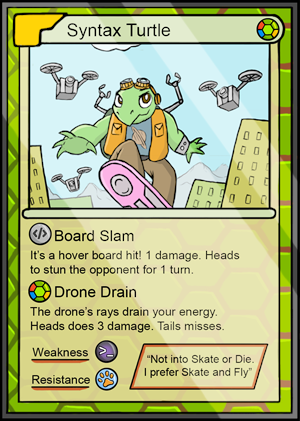 Syntax Turtle
</> Board Slam
It's a hover board hit! 1 damage. Heads
to stun the opponent for 1 turn.
Drone Drain
The drone's rays drain your energy.
Heads does 3 damage. Tails misses.
Weakness
Resistance
"Not into Skate or Die.
I prefer Skate and Fly"